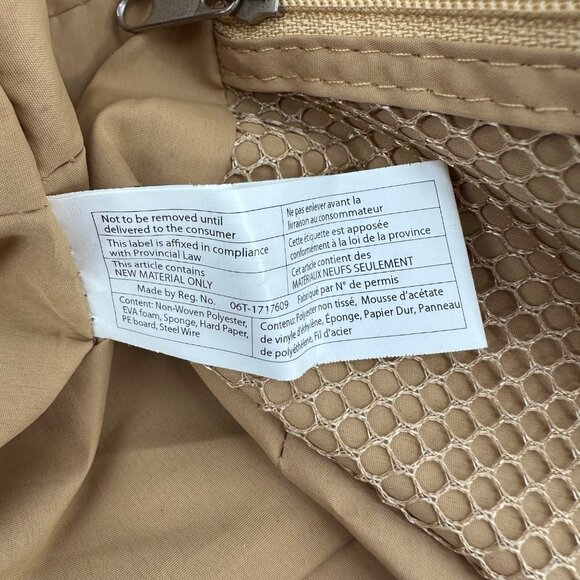 Not to be removed until
delivered to the consumer
This label is affixed in compliance
with Provincial Law
This article contains
NEW MATERIAL ONLY
Made by Reg. No. 06T-1717609
Content: Non-Woven Polyester,
EVA foam, Sponge, Hard Paper,
PE board, Steel Wire
Ne pas enlever avant la
livraison au consommateur
Cette étiquette est apposée
conformément à la loi de la province
Cet article contient des
MATÉRIAUX NEUFS SEULEMENT
Fabriqué par N° de permis
Contenu: Polyester non tissé, Mousse d'acétate
de vinyle d'éthylène, Éponge, Papier Dur, Panneau
de polyéthylène, Fil d'acier